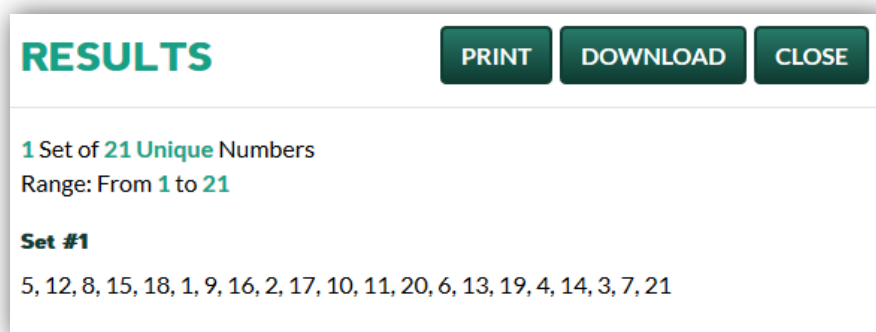 RESULTS
PRINT
DOWNLOAD
CLOSE
1 Set of 21 Unique Numbers
Range: From 1 to 21
Set #1
5, 12, 8, 15, 18, 1, 9, 16, 2, 17, 10, 11, 20, 6, 13, 19, 4, 14, 3, 7, 21